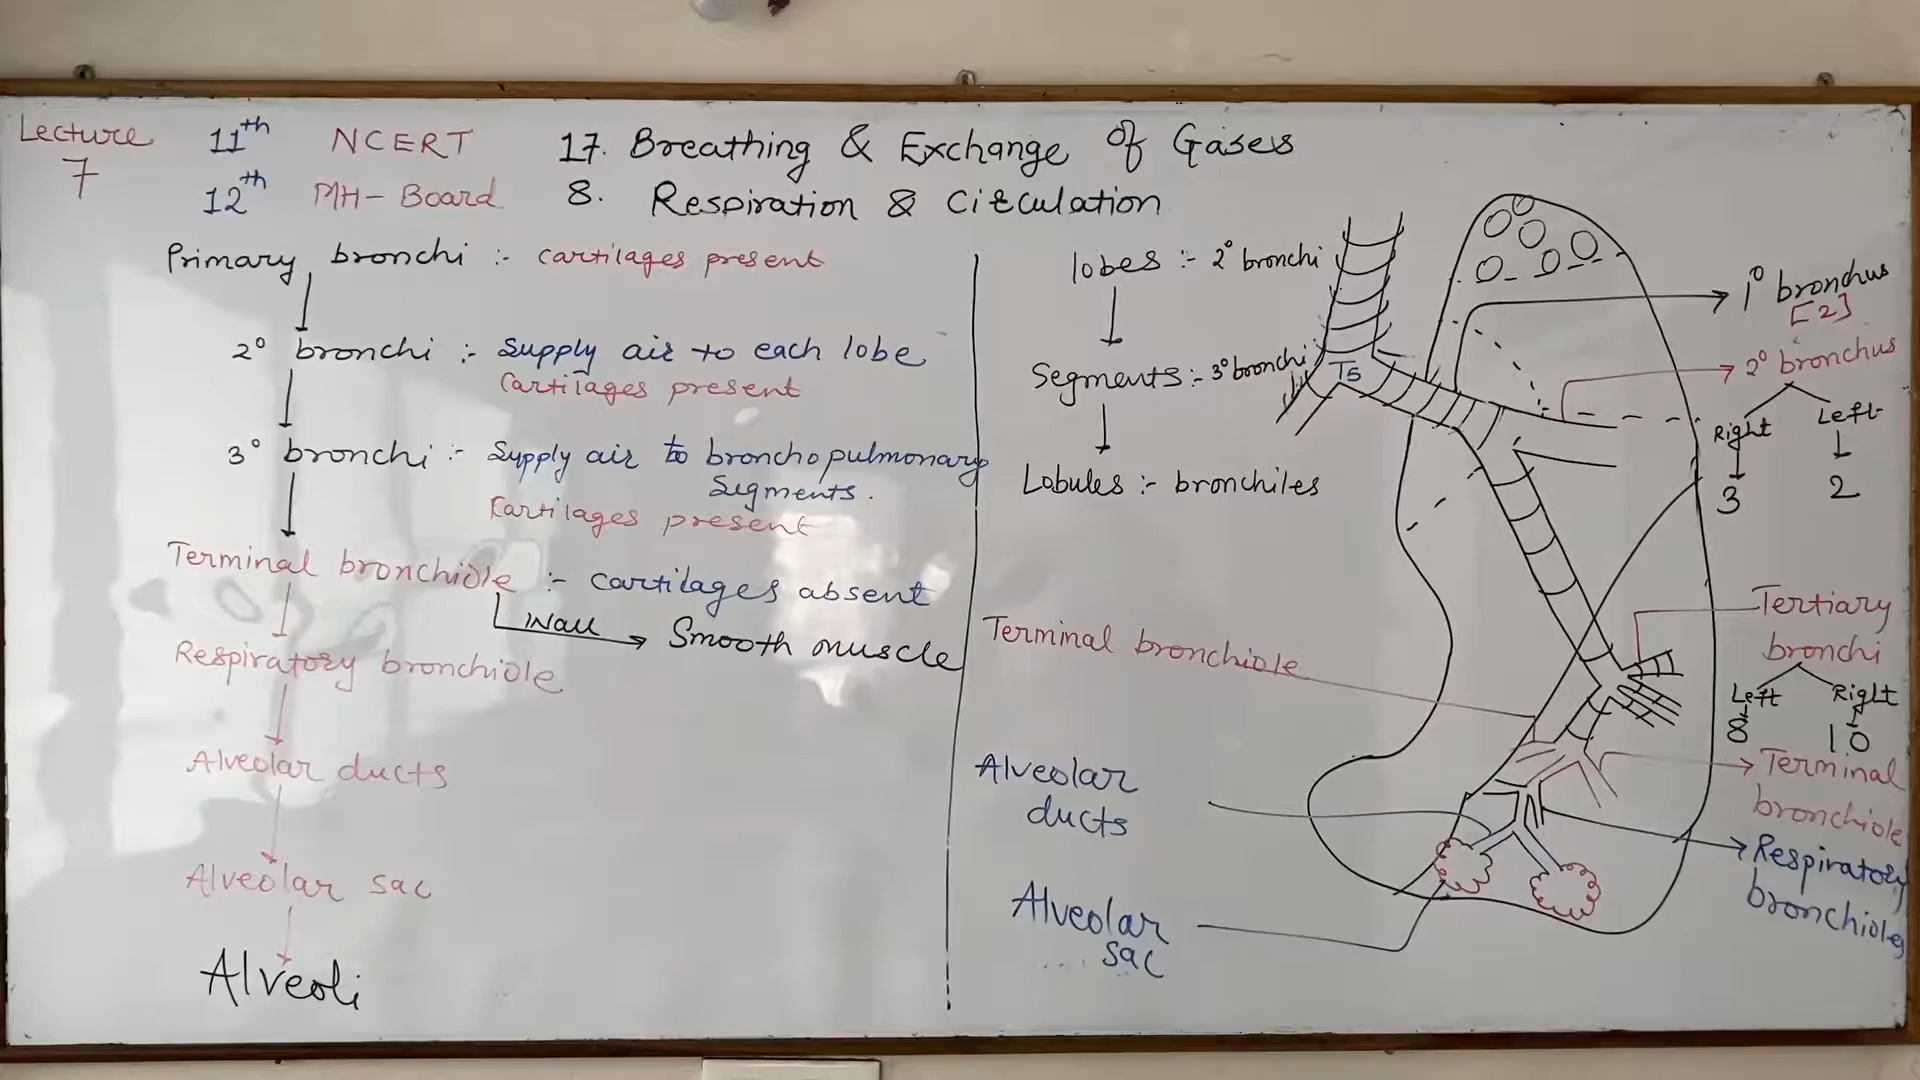 Lecture 7
11th NCERT 17. Breathing & Exchange of Gases
12th MH-Board 8. Respiration & Circulation
Primary bronchi :- cartilages present
2° bronchi :- Supply air to each lobe
Cartilages present
3° bronchi :- Supply air to bronchopulmonary
Segments.
Cartilages present
Terminal bronchiole :- cartilages absent
Wall → Smooth muscle
Respiratory bronchiole
Alveolar ducts
Alveolar sac
Alveoli
lobes :- 2° bronchi
Segments :- 3° bronchi
Lobules :- bronchiles
T5
1° bronchus
[2]
2° bronchus
Right Left
3 2
Terminal bronchiole
Tertiary
bronchi
Left Right
8 10
Terminal
bronchiole
Respiratory
bronchioles
Alveolar
ducts
Alveolar
sac